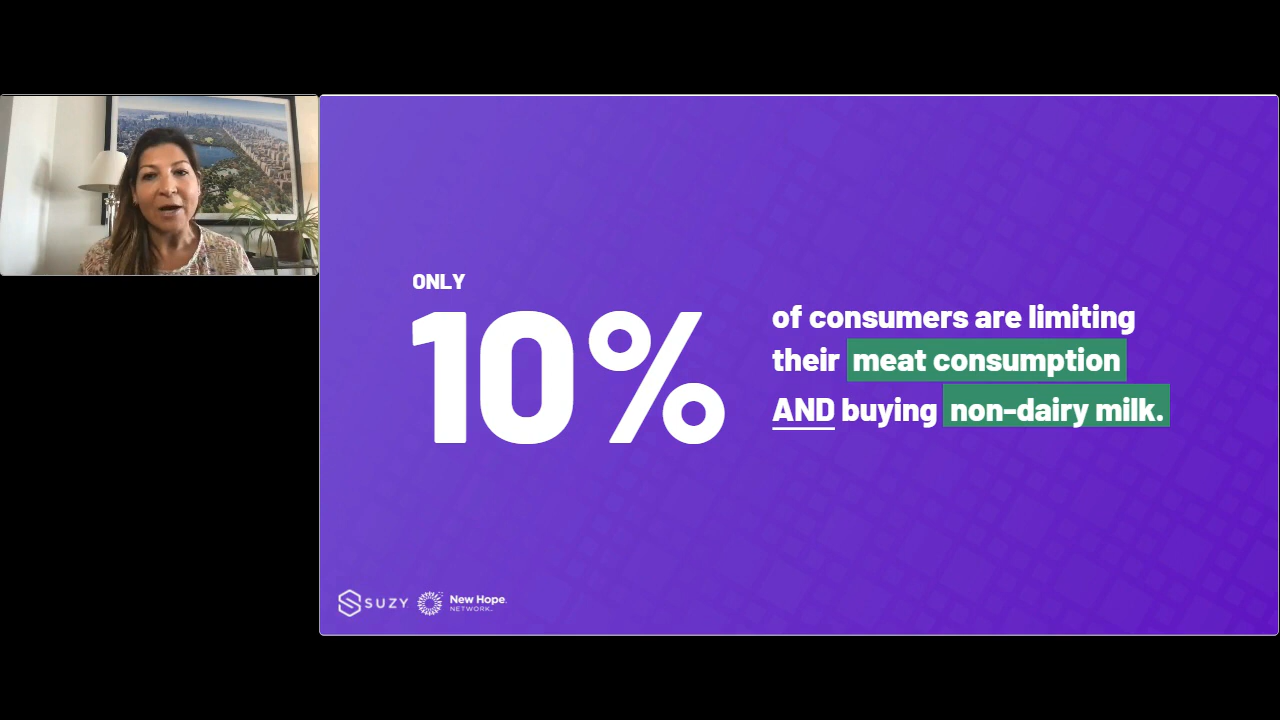 ONLY
10%
of consumers are limiting
their meat consumption
AND buying non-dairy milk.
SUZY
New Hope
NETWORK